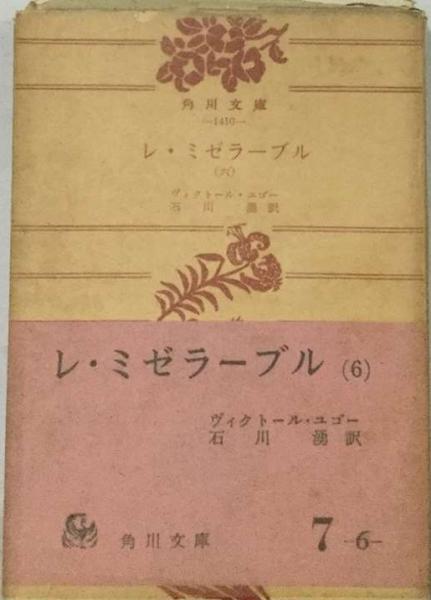 角川文庫
—1410—
レ・ミゼラーブル
(六)
ヴィクトール・ユゴー
石川 湧 訳
レ・ミゼラーブル (6)
ヴィクトール・ユゴー
石川 湧 訳
角川文庫 7 -6-